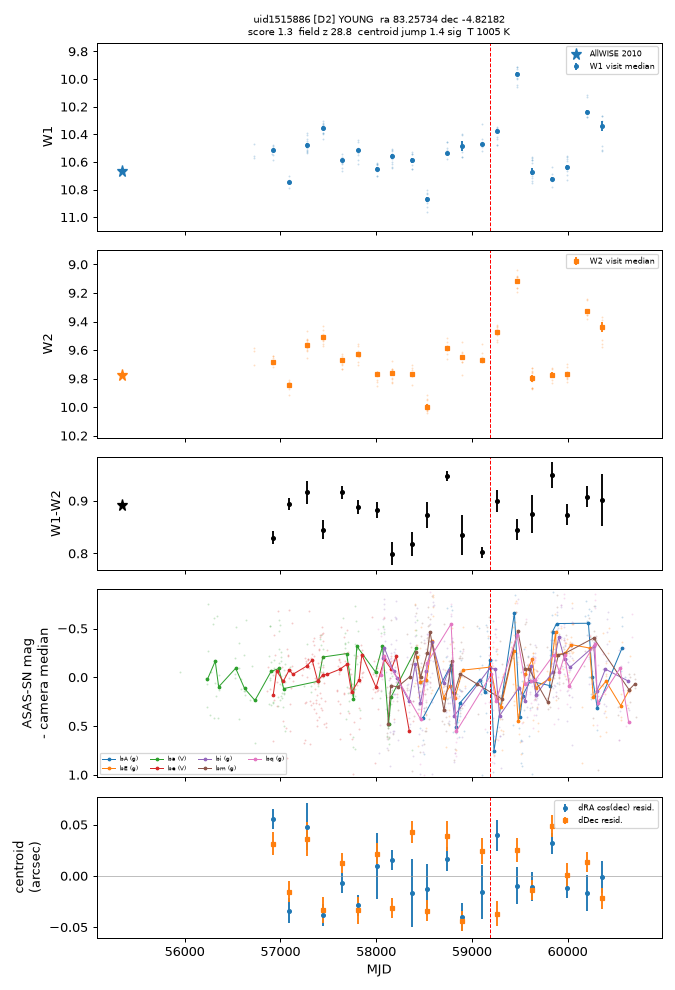 uid1515886 [D2] YOUNG ra 83.25734 dec -4.82182
score 1.3 field z 28.8 centroid jump 1.4 sig T 1005 K
9.8
10.0
10.2
10.4
10.6
10.8
11.0
W1
AllWISE 2010
W1 visit median
9.0
9.2
9.4
9.6
9.8
10.0
10.2
W2
W2 visit median
0.9
0.8
W1-W2
−0.5
0.0
0.5
1.0
ASAS-SN mag
- camera median
bA (g)
bE (g)
ba (V)
be (V)
bi (g)
bm (g)
bq (g)
0.05
0.00
−0.05
centroid
(arcsec)
dRA cos(dec) resid.
dDec resid.
56000
57000
58000
59000
60000
MJD